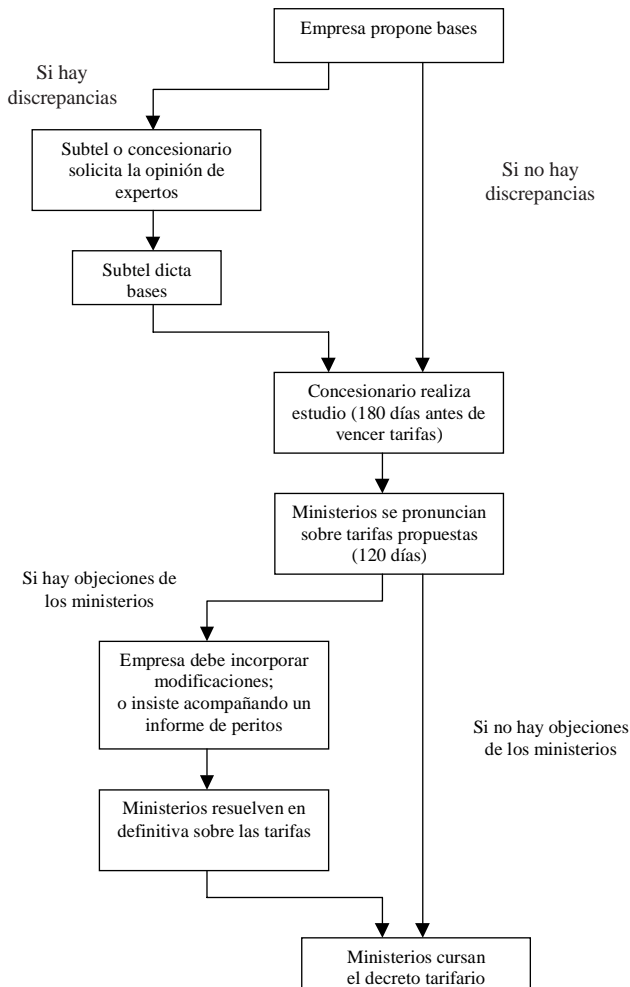 Empresa propone bases
Si hay
discrepancias
Subtel o concesionario
solicita la opinión de
expertos
Si no hay
discrepancias
Subtel dicta
bases
Concesionario realiza
estudio (180 días antes de
vencer tarifas)
Ministerios se pronuncian
sobre tarifas propuestas
(120 días)
Si hay objeciones de
los ministerios
Empresa debe incorporar
modificaciones;
o insiste acompañando un
informe de peritos
Si no hay objeciones
de los ministerios
Ministerios resuelven en
definitiva sobre las tarifas
Ministerios cursan
el decreto tarifario